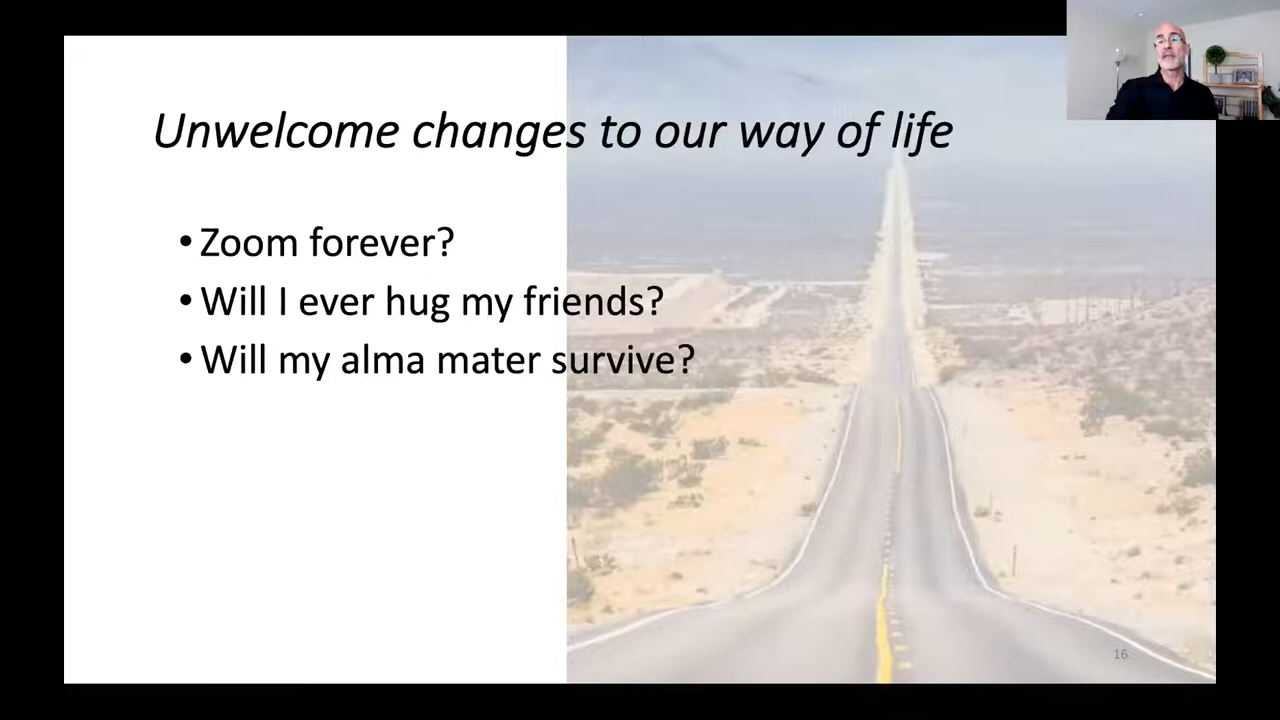 Unwelcome changes to our way of life
• Zoom forever?
• Will I ever hug my friends?
• Will my alma mater survive?
16